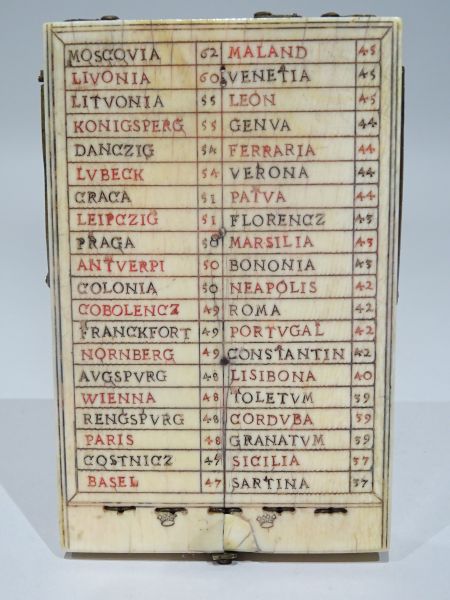 MOSCOVIA 62 MALAND 45
LIVONIA 60 VENETIA 45
LITVONIA 55 LEON 45
KONIGSPERG 55 GENVA 44
DANCZIG 54 FERRARIA 44
LVBECK 54 VERONA 44
CRACA 51 PATVA 44
LEIPCZIG 51 FLORENCZ 43
PRAGA 50 MARSILIA 43
ANTVERPI 50 BONONIA 43
COLONIA 50 NEAPOLIS 42
COBOLENCZ 49 ROMA 42
FRANCKFORT 49 PORTVGAL 42
NORNBERG 49 CONSTANTIN 42
AVGSPVRG 48 LISIBONA 40
WIENNA 48 TOLETVM 39
RENGSPVRG 48 CORDVBA 39
PARIS 48 GRANATVM 39
COSTNICZ 47 SICILIA 37
BASEL 47 SARTINA 37